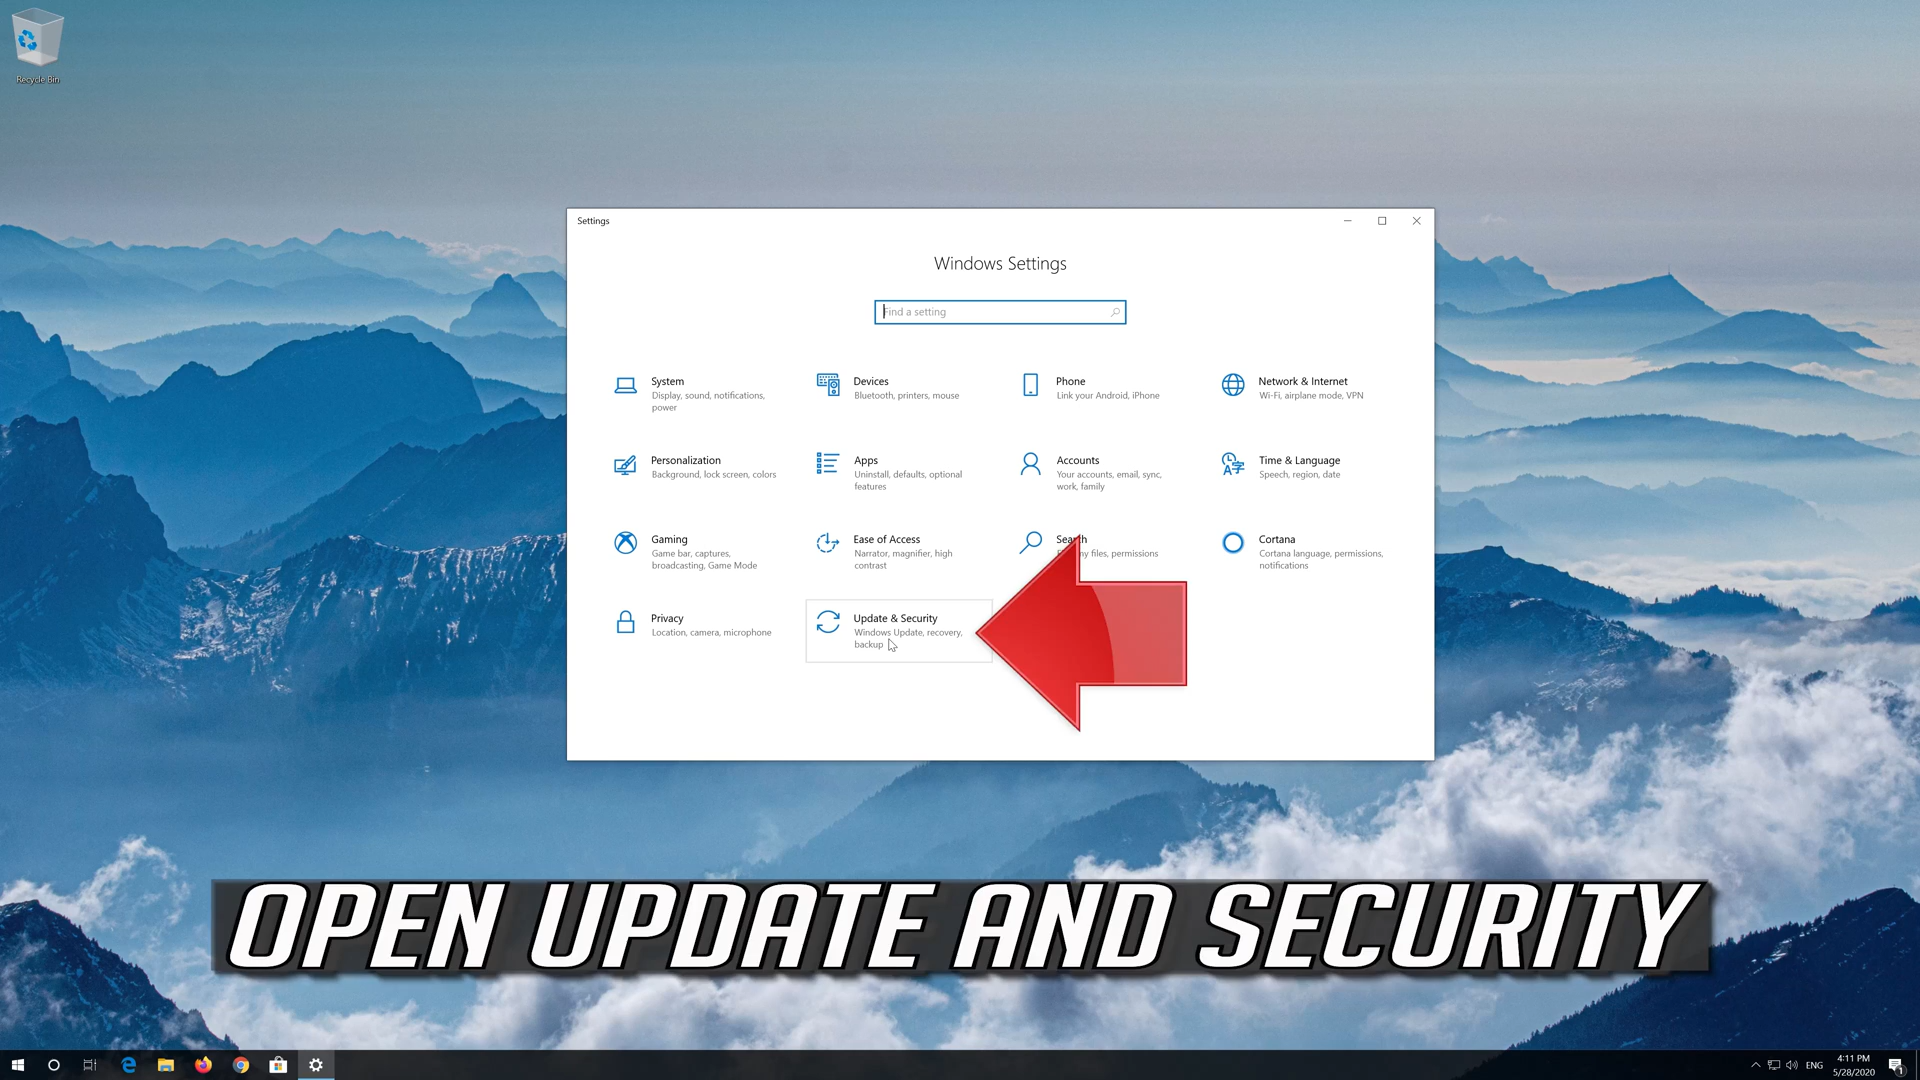 Recycle Bin
Settings
Windows Settings
Find a setting
System
Display, sound, notifications,
power
Devices
Bluetooth, printers, mouse
Phone
Link your Android, iPhone
Network & Internet
Wi-Fi, airplane mode, VPN
Personalization
Background, lock screen, colors
Apps
Uninstall, defaults, optional
features
Accounts
Your accounts, email, sync,
work, family
Time & Language
Speech, region, date
Gaming
Game bar, captures,
broadcasting, Game Mode
Ease of Access
Narrator, magnifier, high
contrast
Search
my files, permissions
Cortana
Cortana language, permissions,
notifications
Privacy
Location, camera, microphone
Update & Security
Windows Update, recovery,
backup
OPEN UPDATE AND SECURITY
ENG
4:11 PM
5/28/2020
1